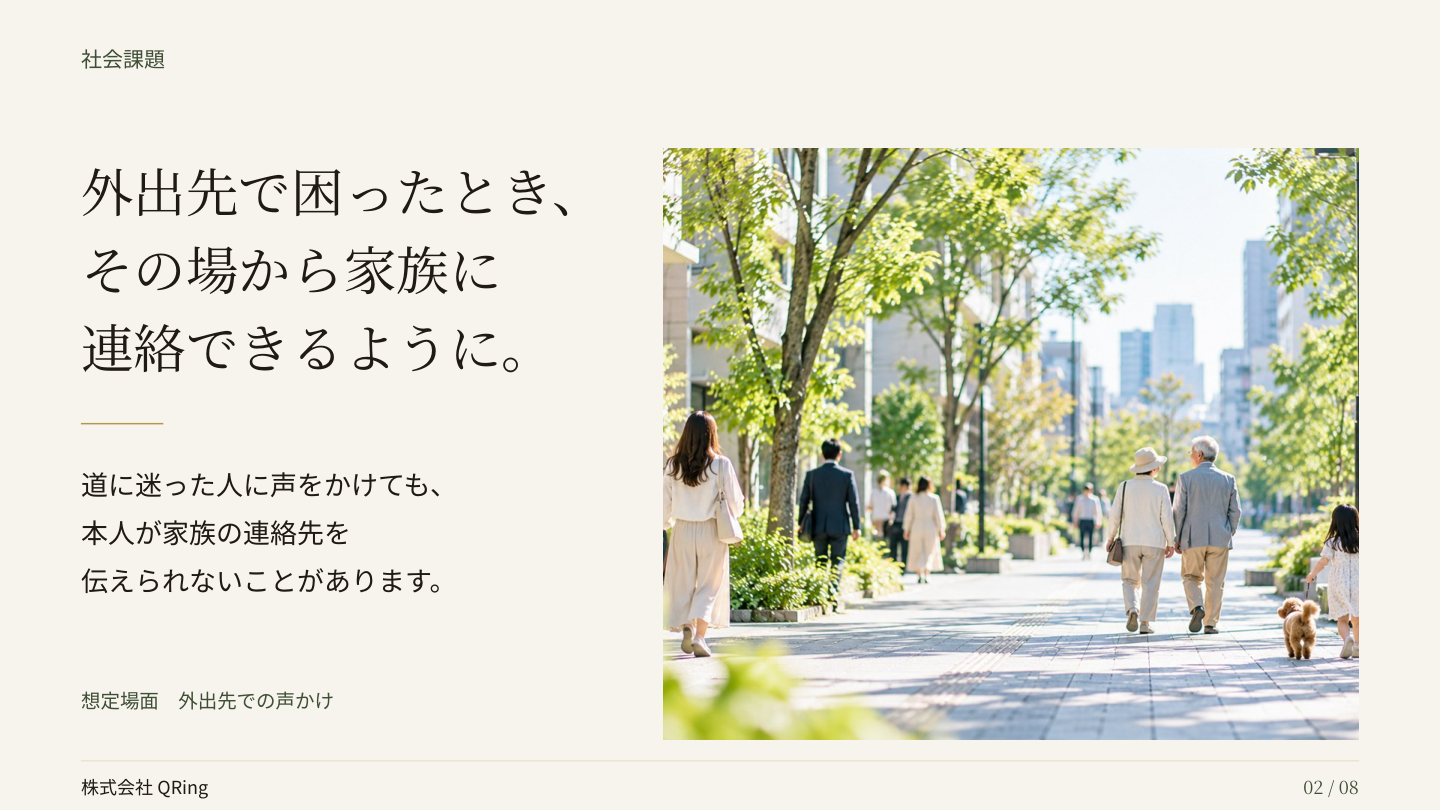 社会課題
外出先で困ったとき、
その場から家族に
連絡できるように。
道に迷った人に声をかけても、
本人が家族の連絡先を
伝えられないことがあります。
想定場面　外出先での声かけ
株式会社 QRing
02 / 08